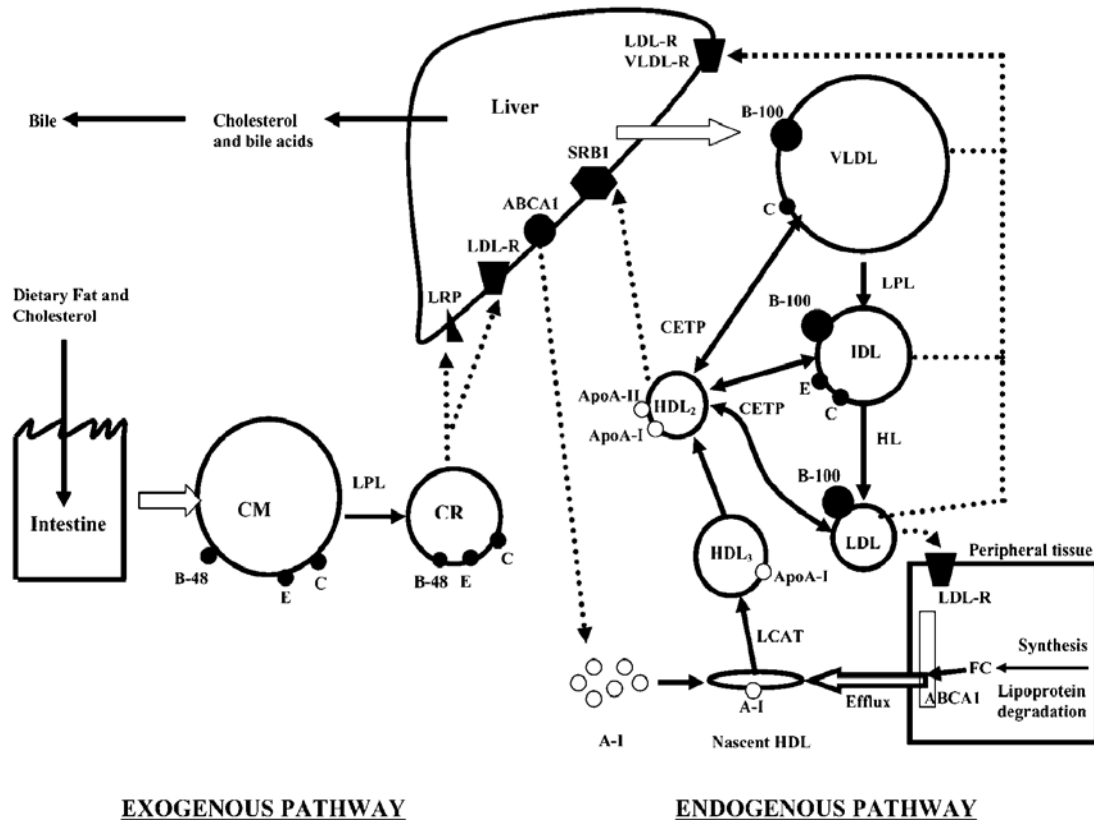 LDL-R
VLDL-R
Liver
Bile
Cholesterol
and bile acids
B-100
VLDL
SRB1
ABCA1
C
LDL-R
LRP
Dietary Fat and
Cholesterol
LPL
B-100
CETP
IDL
E
C
ApoA-II
HDL2
CETP
ApoA-I
HL
B-100
LPL
CM
CR
Intestine
LDL
HDL3
Peripheral tissue
C
B-48
E
C
B-48
E
ApoA-I
LDL-R
LCAT
Synthesis
FC
A-I
Efflux
ABCA1
Lipoprotein
degradation
A-I
Nascent HDL
EXOGENOUS PATHWAY
ENDOGENOUS PATHWAY